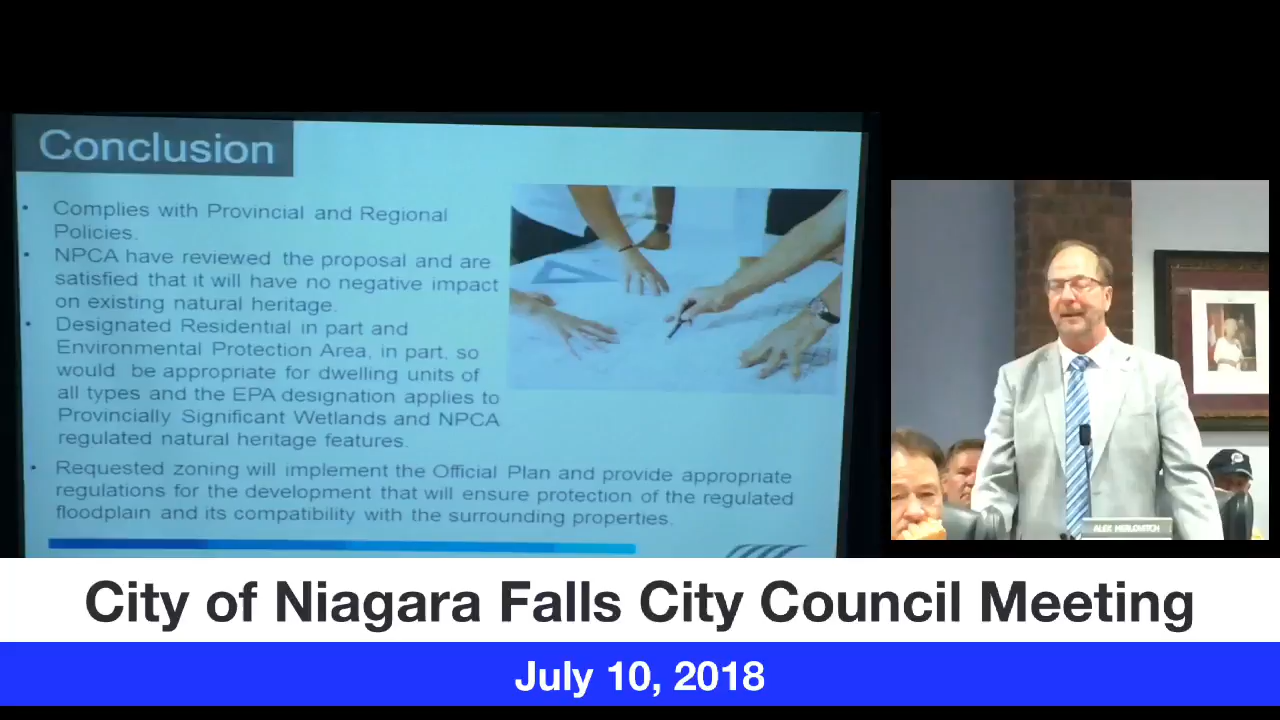 Conclusion
• Complies with Provincial and Regional
Policies.
• NPCA have reviewed the proposal and are
satisfied that it will have no negative impact
on existing natural heritage.
• Designated Residential in part and
Environmental Protection Area, in part, so
would be appropriate for dwelling units of
all types and the EPA designation applies to
Provincially Significant Wetlands and NPCA
regulated natural heritage features.
• Requested zoning will implement the Official Plan and provide appropriate
regulations for the development that will ensure protection of the regulated
floodplain and its compatibility with the surrounding properties.
ALEX HERLOVITCH
City of Niagara Falls City Council Meeting
July 10, 2018